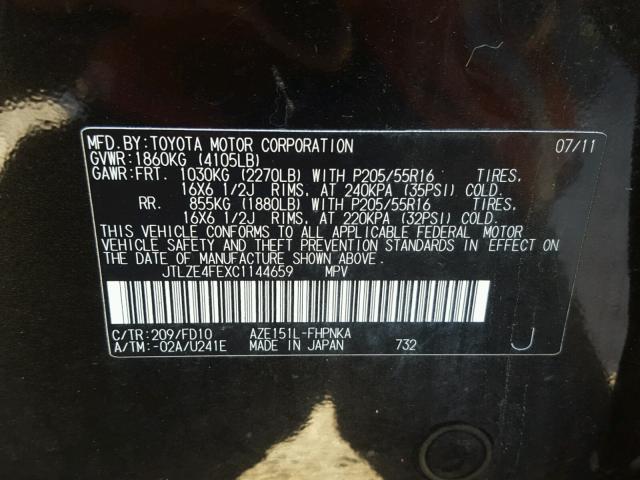 MFD.BY:TOYOTA MOTOR CORPORATION 07/11
GVWR:1860KG (4105LB)
GAWR:FRT. 1030KG (2270LB) WITH P205/55R16 TIRES,
16X6 1/2J RIMS, AT 240KPA (35PSI) COLD.
RR. 855KG (1880LB) WITH P205/55R16 TIRES,
16X6 1/2J RIMS, AT 220KPA (32PSI) COLD.
THIS VEHICLE CONFORMS TO ALL APPLICABLE FEDERAL MOTOR
VEHICLE SAFETY AND THEFT PREVENTION STANDARDS IN EFFECT ON
THE DATE OF MANUFACTURE SHOWN ABOVE.
JTLZE4FEXC1144659 MPV
C/TR:209/FD10 AZE151L-FHPNKA
A/TM:-02A/U241E MADE IN JAPAN 732 J